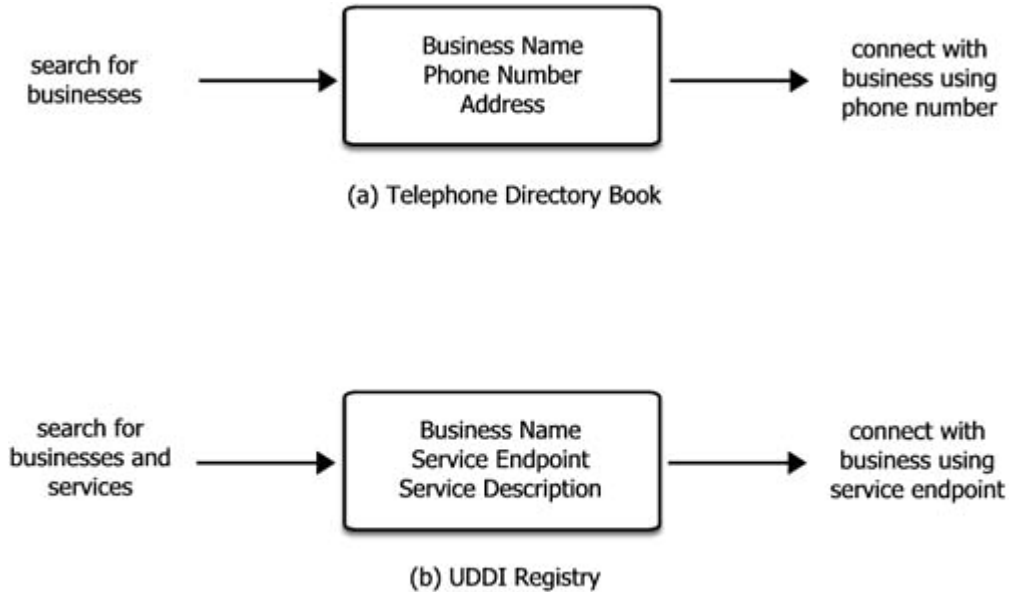 search for
businesses
Business Name
Phone Number
Address
connect with
business using
phone number
(a) Telephone Directory Book
search for
businesses and
services
Business Name
Service Endpoint
Service Description
connect with
business using
service endpoint
(b) UDDI Registry